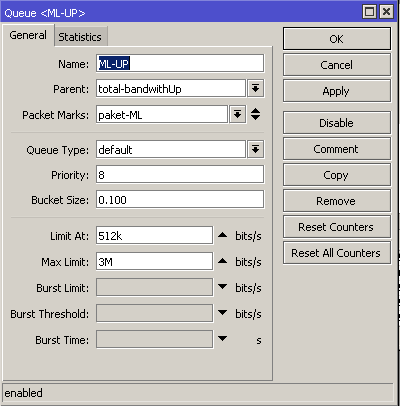 Queue <ML-UP>
General Statistics
Name: ML-UP
Parent: total-bandwithUp
Packet Marks: paket-ML
Queue Type: default
Priority: 8
Bucket Size: 0.100
Limit At: 512k bits/s
Max Limit: 3M bits/s
Burst Limit: bits/s
Burst Threshold: bits/s
Burst Time: s
OK
Cancel
Apply
Disable
Comment
Copy
Remove
Reset Counters
Reset All Counters
enabled